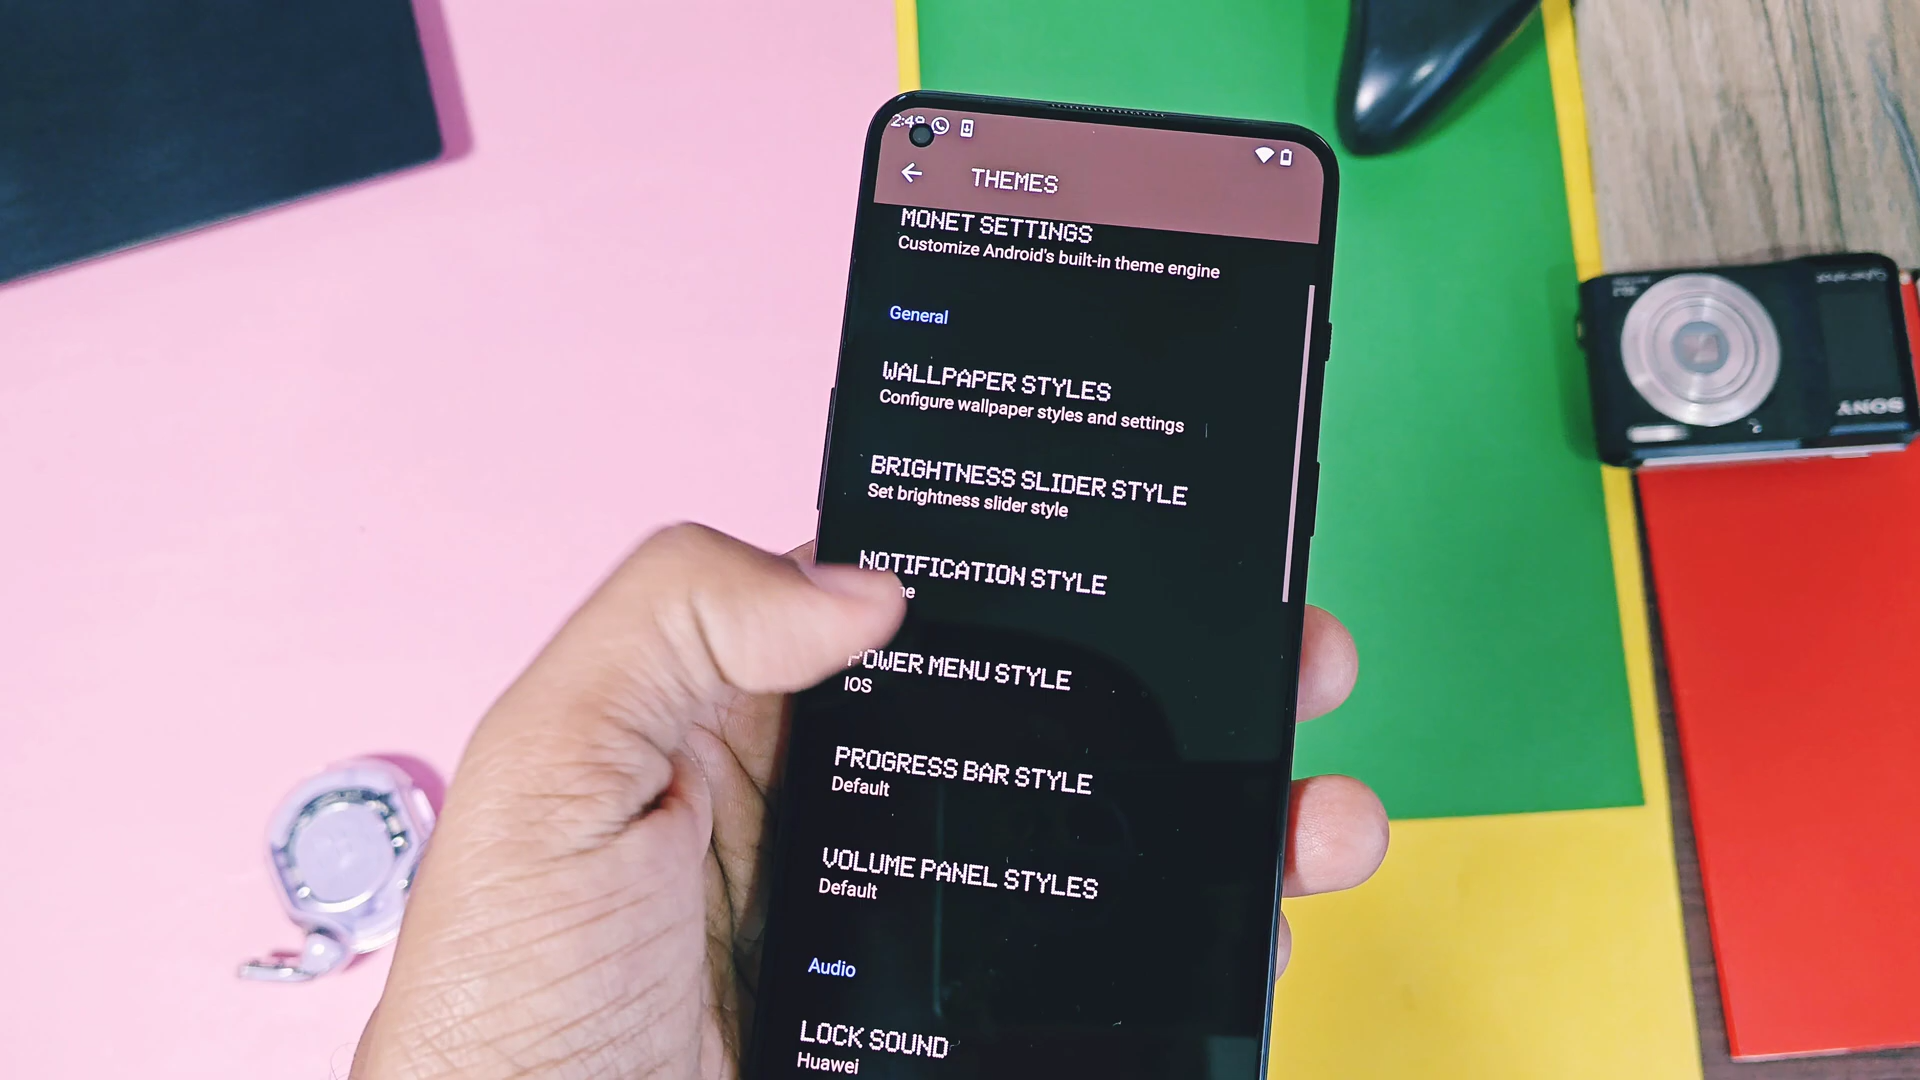 THEMES
MONET SETTINGS
Customize Android's built-in theme engine
General
WALLPAPER STYLES
Configure wallpaper styles and settings
BRIGHTNESS SLIDER STYLE
Set brightness slider style
NOTIFICATION STYLE
POWER MENU STYLE
IOS
PROGRESS BAR STYLE
Default
VOLUME PANEL STYLES
Default
Audio
LOCK SOUND
Huawei
SONY
Cyber-shot